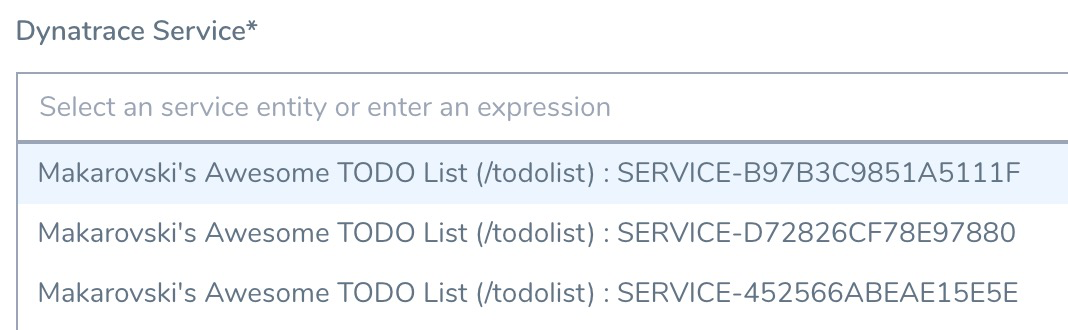 Dynatrace Service*
Select an service entity or enter an expression
Makarovski's Awesome TODO List (/todolist) : SERVICE-B97B3C9851A5111F
Makarovski's Awesome TODO List (/todolist) : SERVICE-D72826CF78E97880
Makarovski's Awesome TODO List (/todolist) : SERVICE-452566ABEAE15E5E